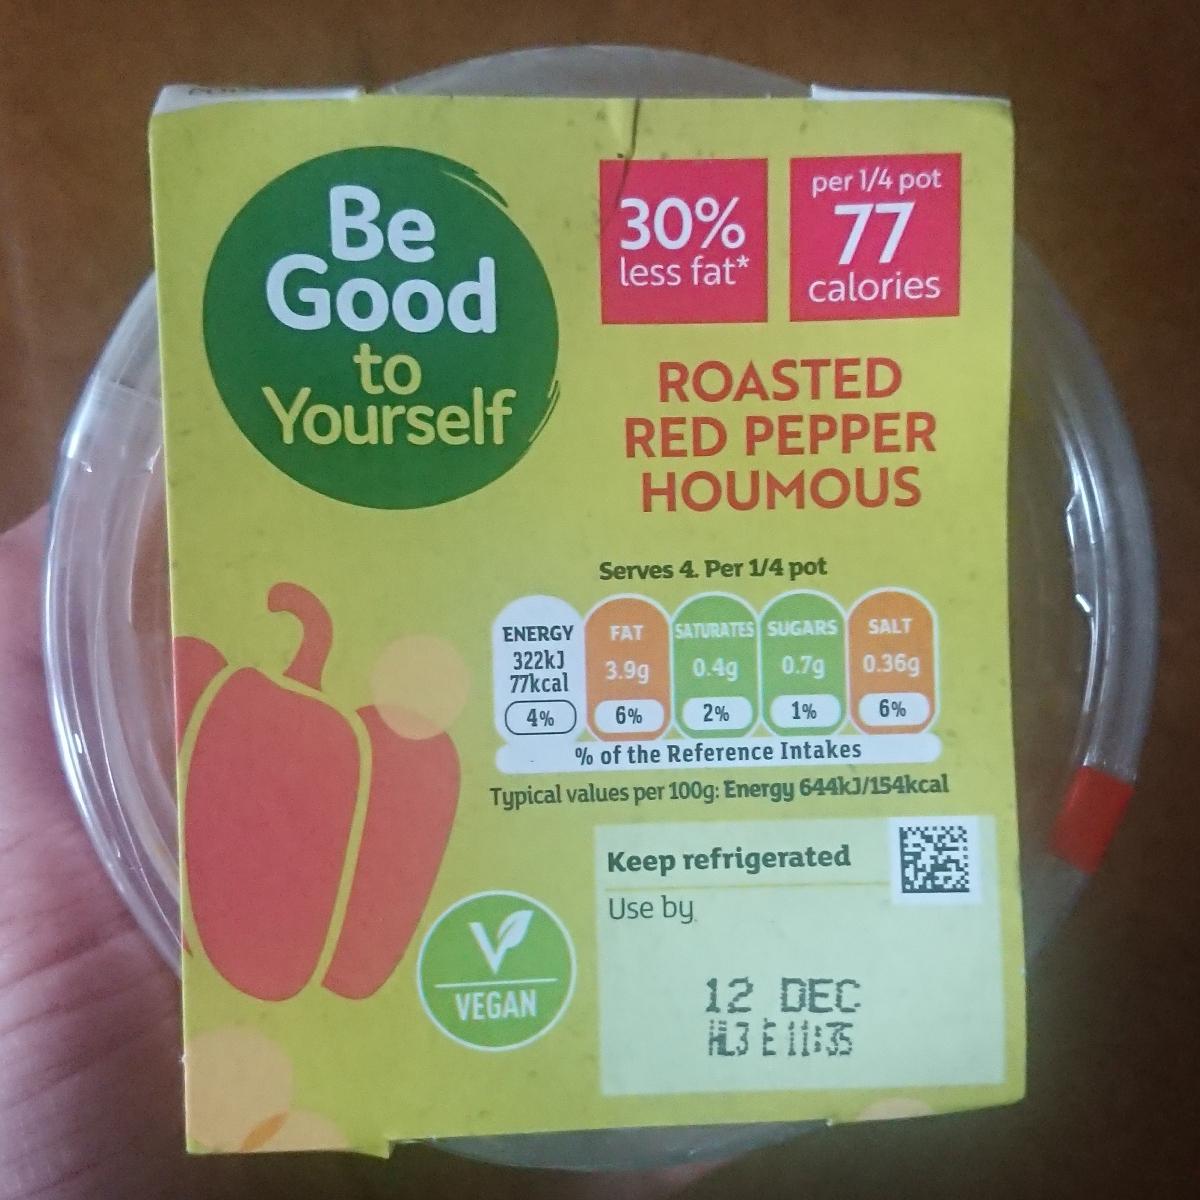 Be
Good
to
Yourself
30%
less fat*
per 1/4 pot
77
calories
ROASTED
RED PEPPER
HOUMOUS
Serves 4. Per 1/4 pot
ENERGY
322kJ
77kcal
4%
FAT
3.9g
6%
SATURATES
0.4g
2%
SUGARS
0.7g
1%
SALT
0.36g
6%
% of the Reference Intakes
Typical values per 100g: Energy 644kJ/154kcal
Keep refrigerated
Use by
12 DEC
HL3 E 11:35
V
VEGAN